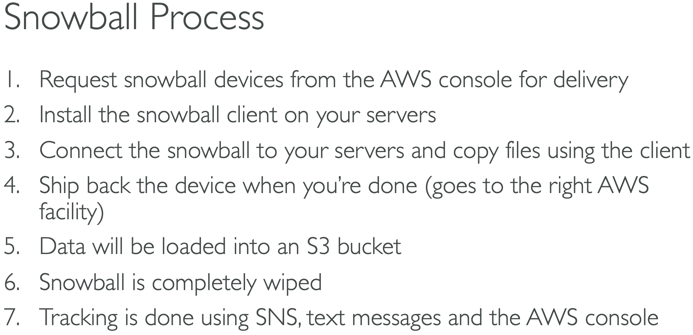 Snowball Process
1. Request snowball devices from the AWS console for delivery
2. Install the snowball client on your servers
3. Connect the snowball to your servers and copy files using the client
4. Ship back the device when you're done (goes to the right AWS
facility)
5. Data will be loaded into an S3 bucket
6. Snowball is completely wiped
7. Tracking is done using SNS, text messages and the AWS console